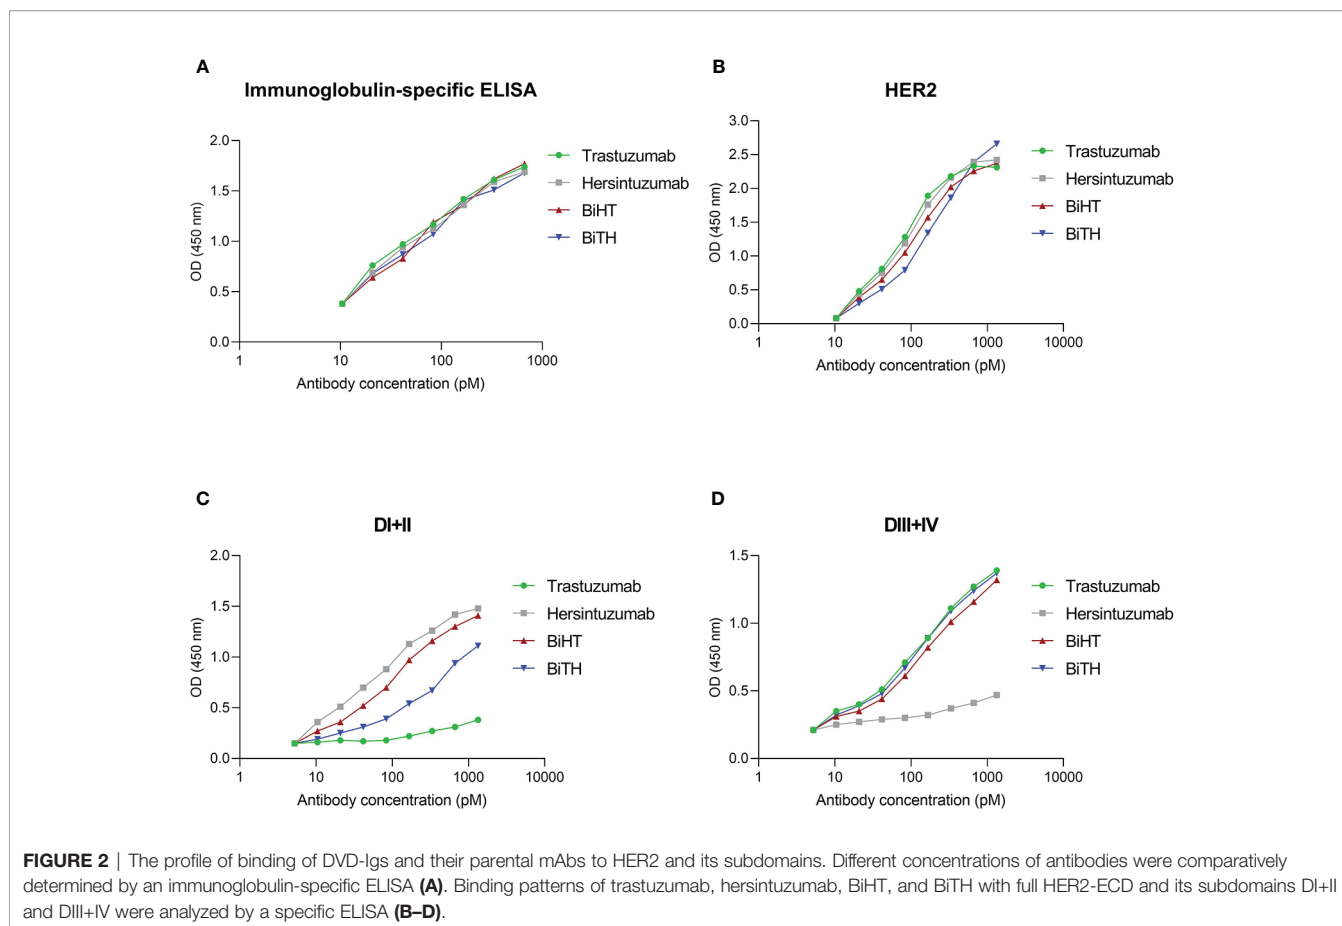 A
Immunoglobulin-specific ELISA
2.0
1.5
1.0
0.5
0.0
OD (450 nm)
1
10
100
1000
Antibody concentration (pM)
Trastuzumab
Hersintuzumab
BiHT
BiTH
B
HER2
3.0
2.5
2.0
1.5
1.0
0.5
0.0
OD (450 nm)
1
10
100
1000
10000
Antibody concentration (pM)
Trastuzumab
Hersintuzumab
BiHT
BiTH
C
DI+II
2.0
1.5
1.0
0.5
0.0
OD (450 nm)
1
10
100
1000
10000
Antibody concentration (pM)
Trastuzumab
Hersintuzumab
BiHT
BiTH
D
DIII+IV
1.5
1.0
0.5
0.0
OD (450 nm)
1
10
100
1000
10000
Antibody concentration (pM)
Trastuzumab
Hersintuzumab
BiHT
BiTH
FIGURE 2 | The profile of binding of DVD-Igs and their parental mAbs to HER2 and its subdomains. Different concentrations of antibodies were comparatively
determined by an immunoglobulin-specific ELISA (A). Binding patterns of trastuzumab, hersintuzumab, BiHT, and BiTH with full HER2-ECD and its subdomains DI+II
and DIII+IV were analyzed by a specific ELISA (B–D).